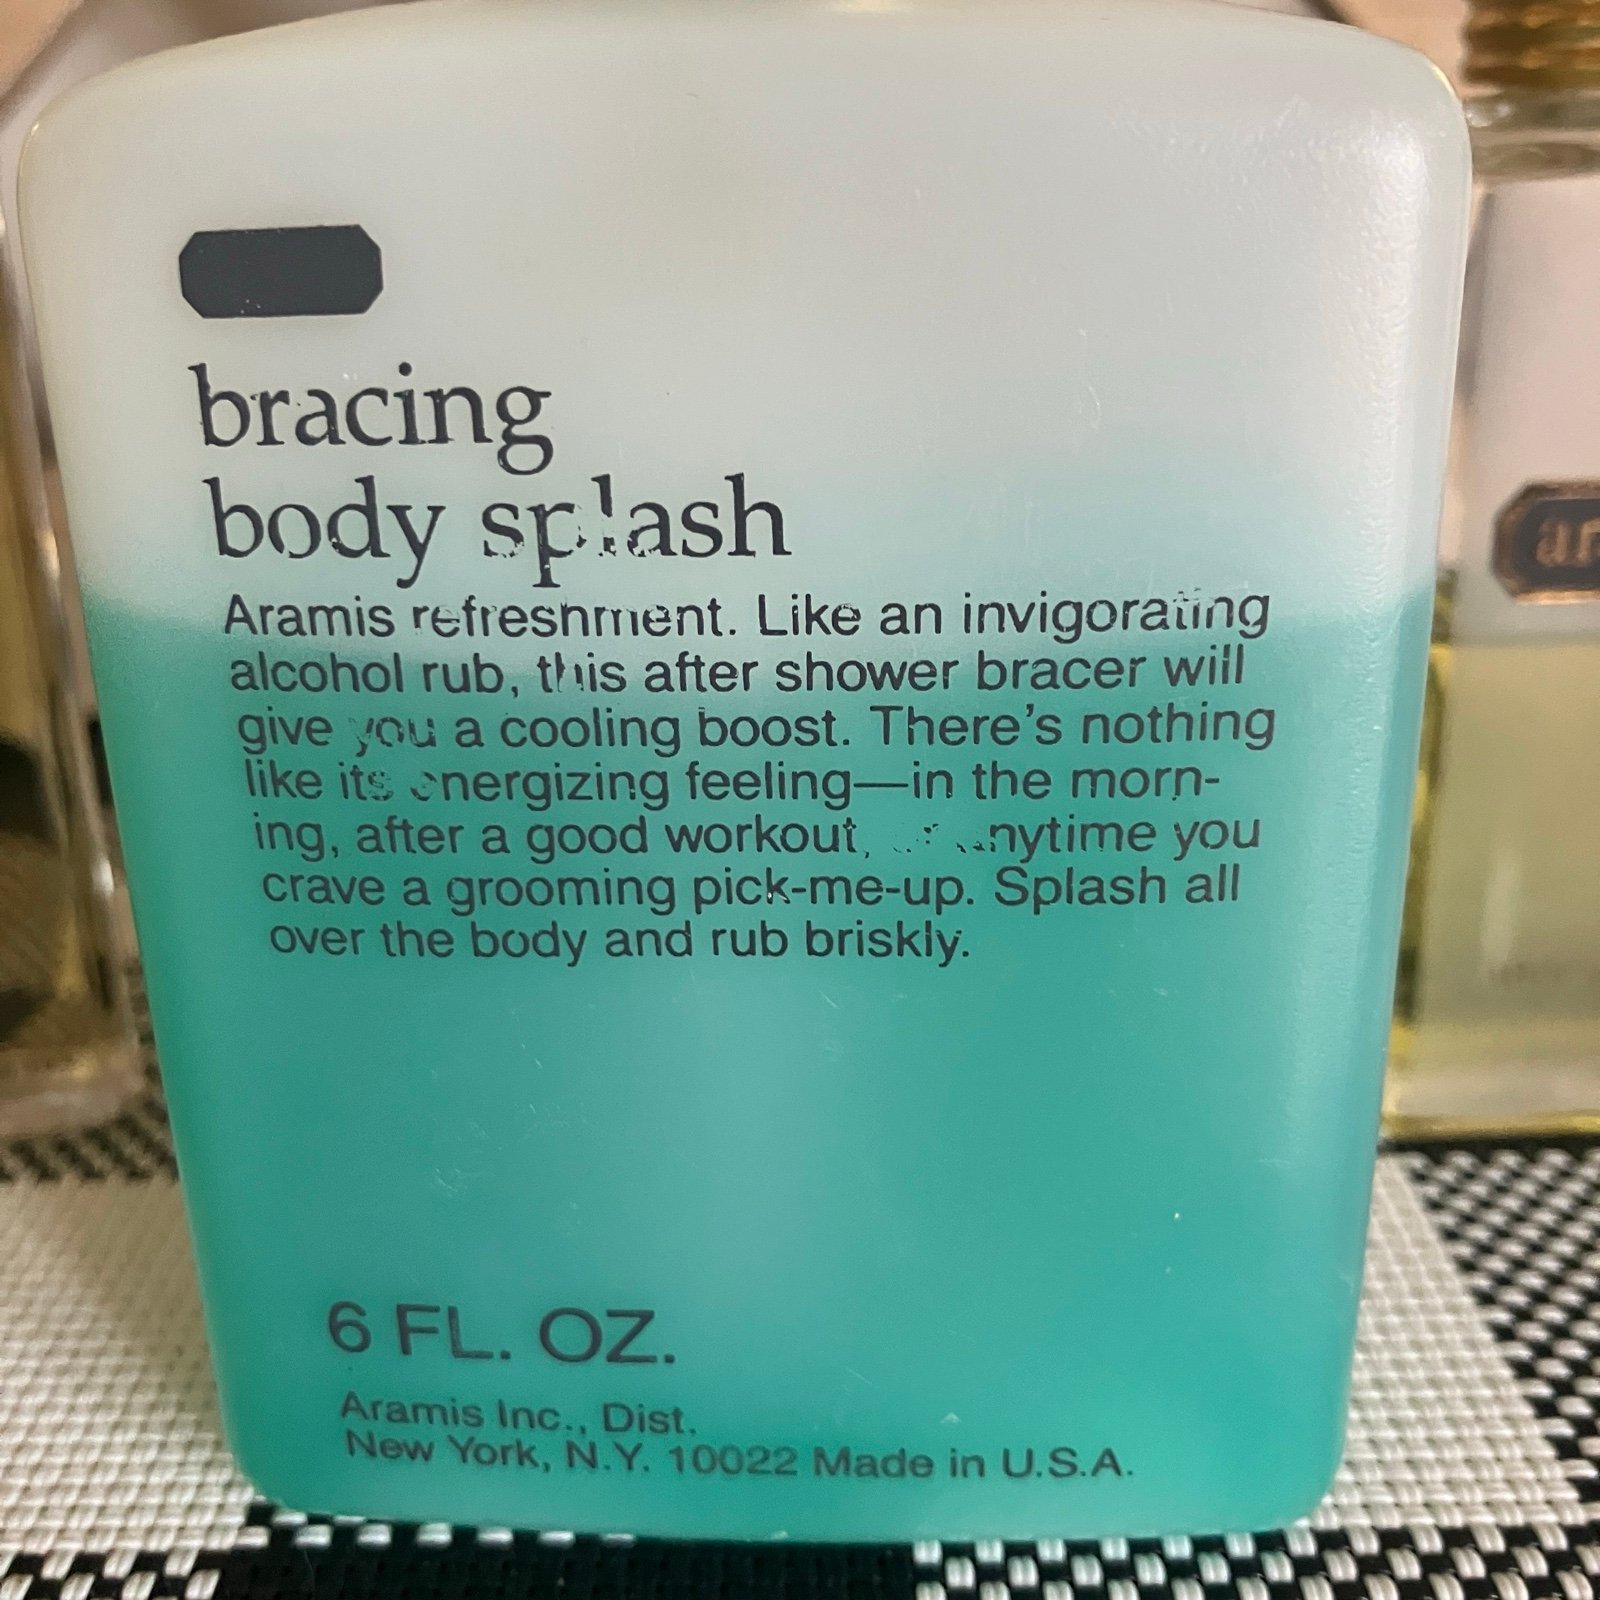 bracing
body splash
Aramis refreshment. Like an invigorating
alcohol rub, this after shower bracer will
give you a cooling boost. There's nothing
like its energizing feeling—in the morn-
ing, after a good workout, anytime you
crave a grooming pick-me-up. Splash all
over the body and rub briskly.
6 FL. OZ.
Aramis Inc., Dist.
New York, N.Y. 10022 Made in U.S.A.